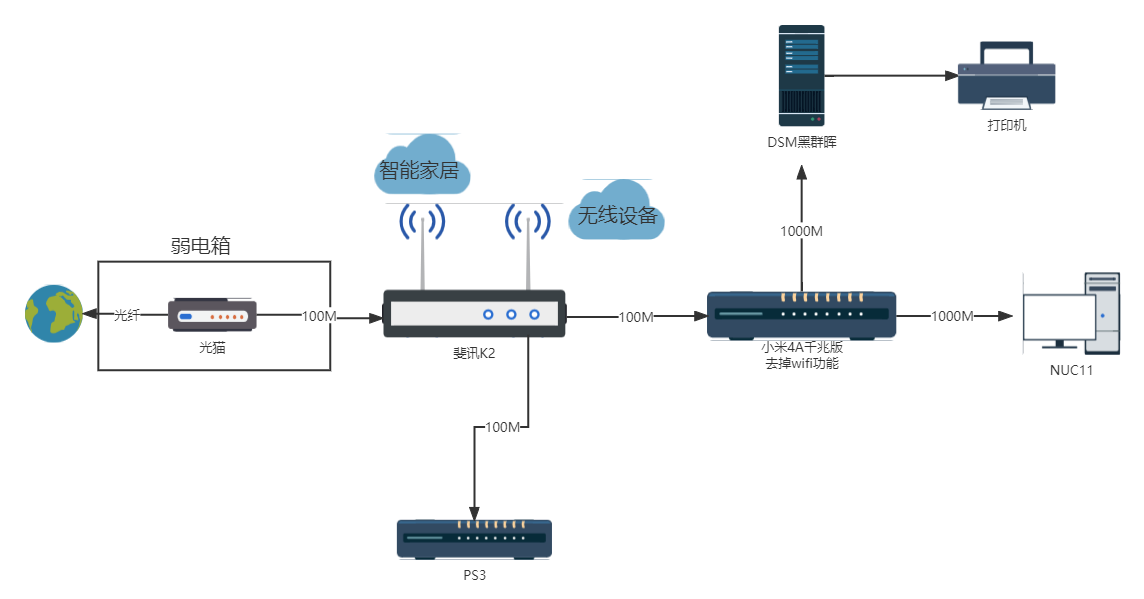 DSM黑群晖
打印机
智能家居
无线设备
1000M
弱电箱
光纤
光猫
100M
斐讯K2
100M
小米4A千兆版
去掉wifi功能
1000M
NUC11
100M
PS3